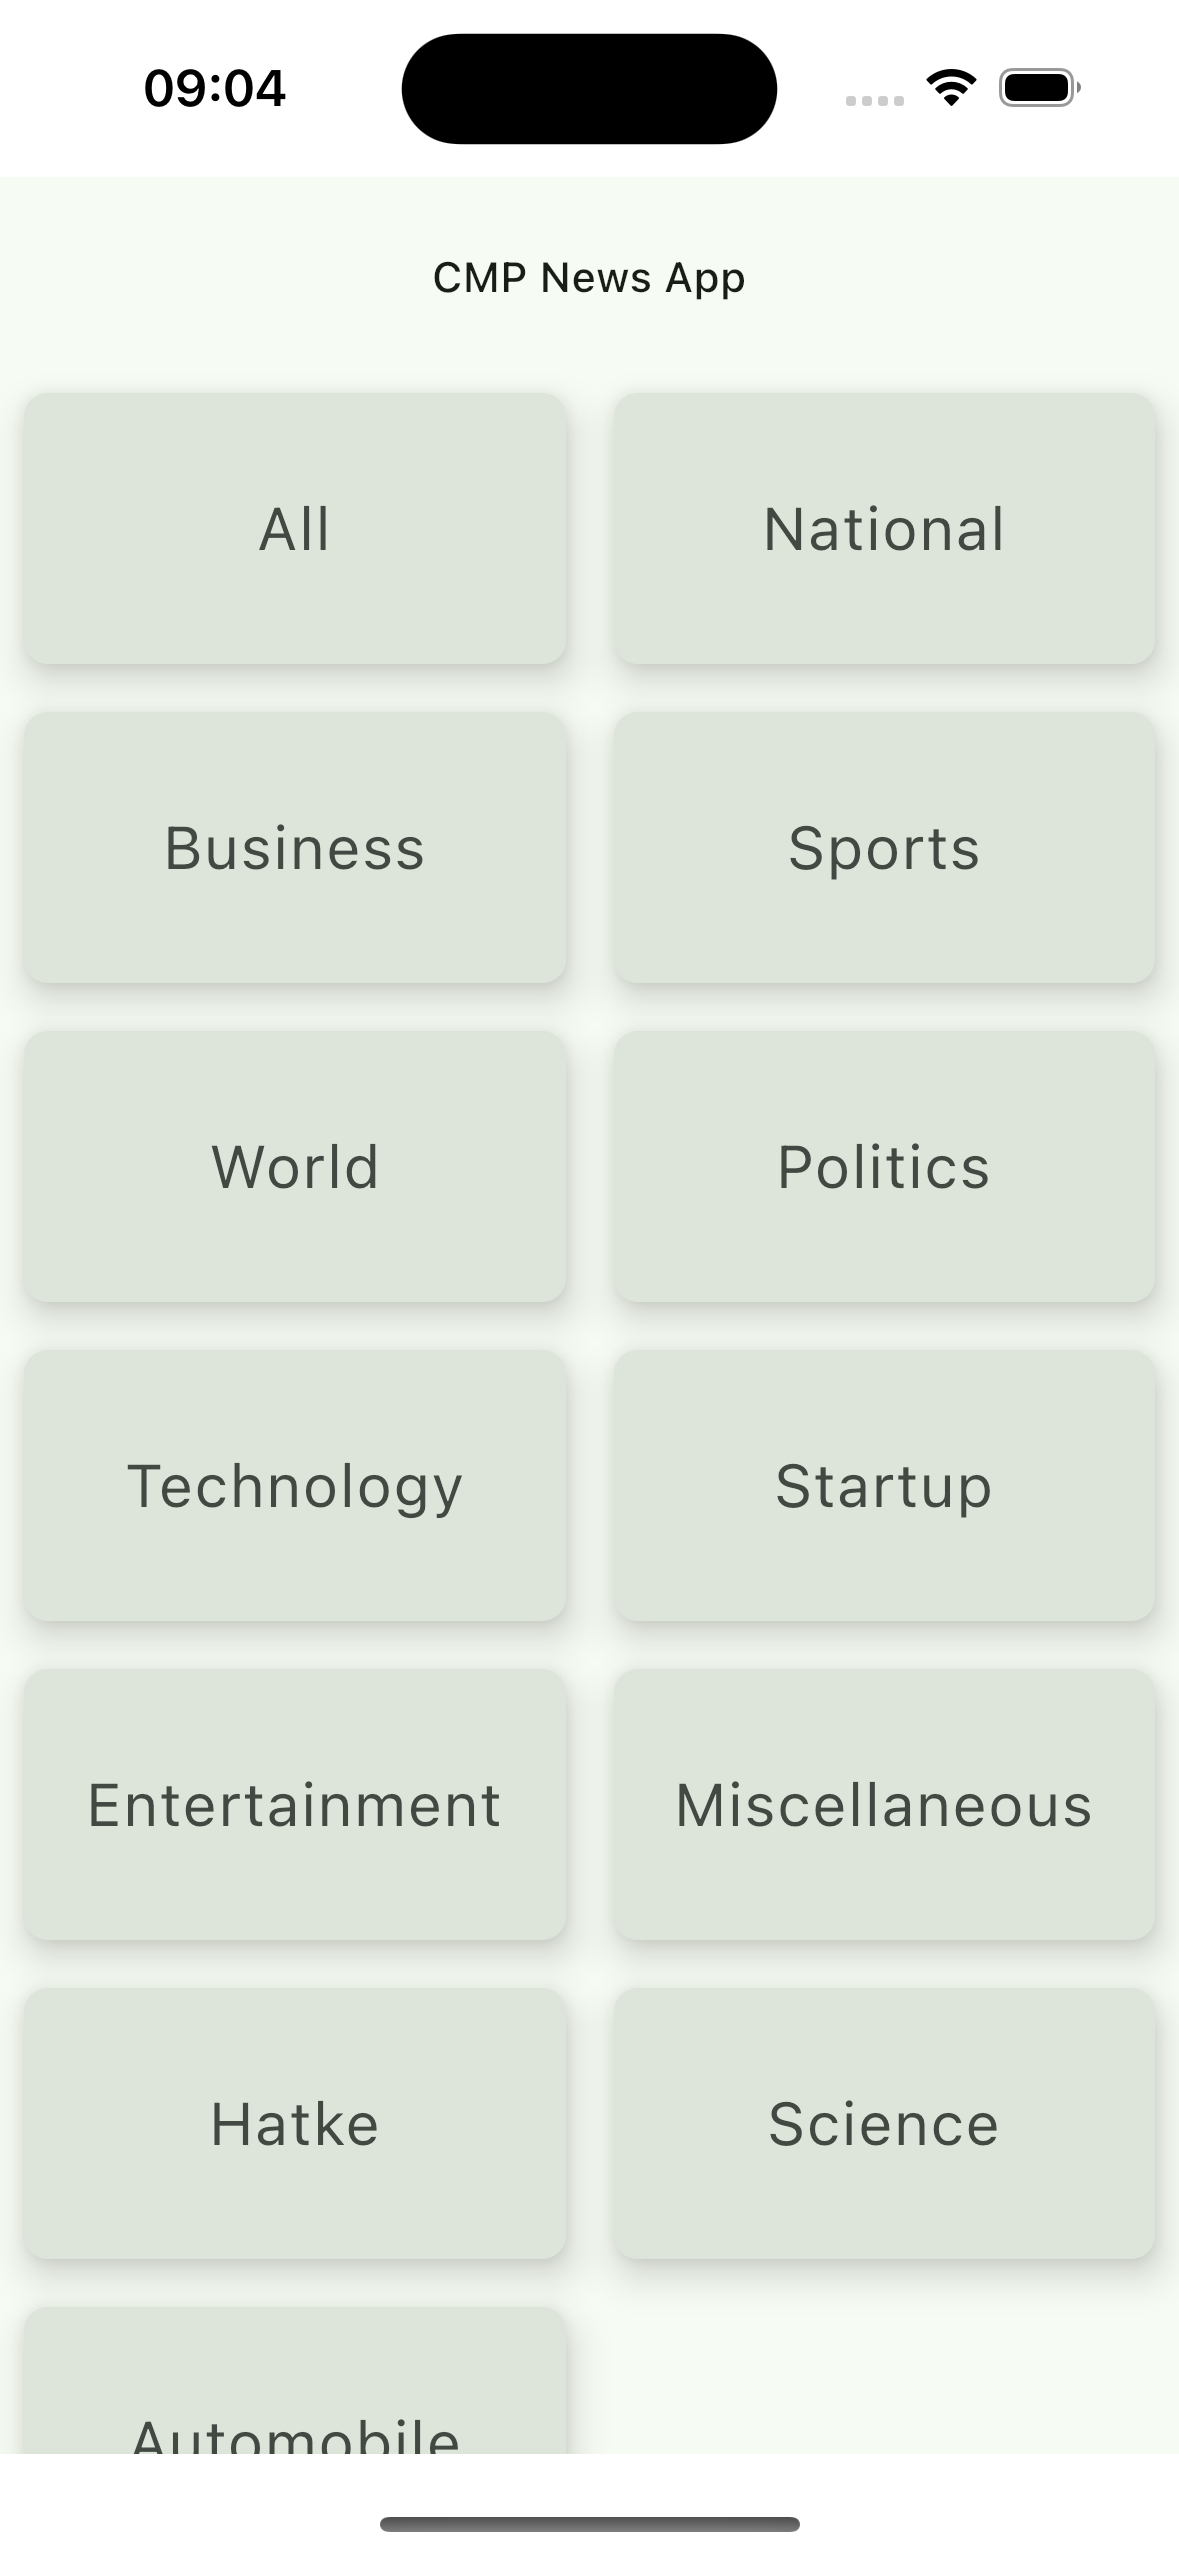 09:04
CMP News App
All
National
Business
Sports
World
Politics
Technology
Startup
Entertainment
Miscellaneous
Hatke
Science
Automobile